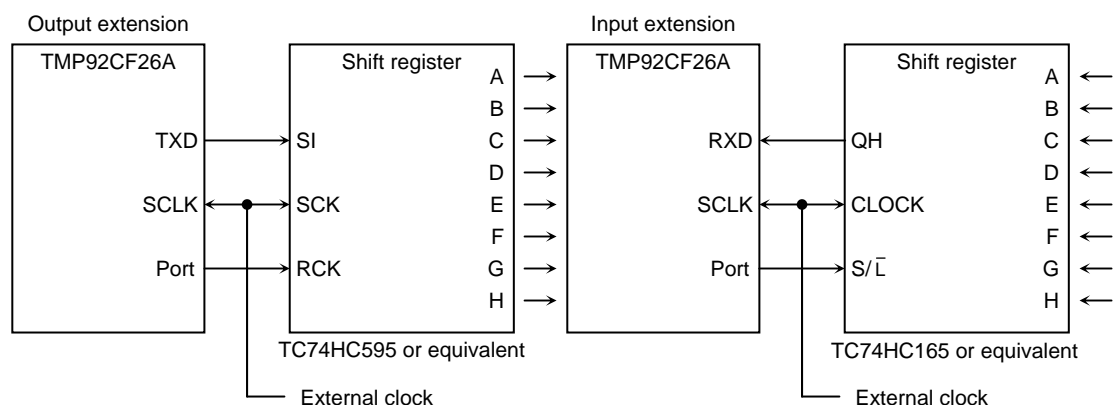 Output extension
TMP92CF26A
TXD
SCLK
Port
Shift register
SI
SCK
RCK
A
B
C
D
E
F
G
H
TC74HC595 or equivalent
External clock
Input extension
TMP92CF26A
RXD
SCLK
Port
Shift register
QH
CLOCK
S/L̅
A
B
C
D
E
F
G
H
TC74HC165 or equivalent
External clock